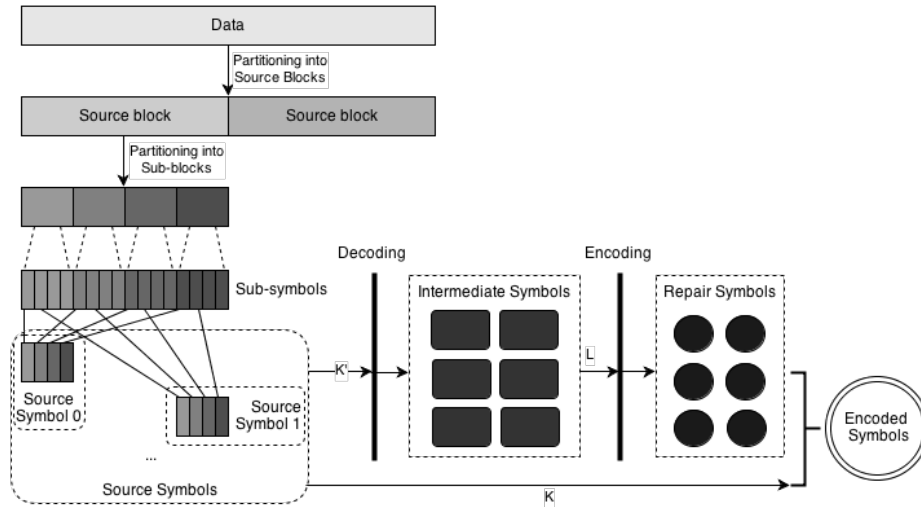 Data
Partitioning into
Source Blocks
Source block
Source block
Partitioning into
Sub-blocks
Sub-symbols
Decoding
Encoding
Intermediate Symbols
Repair Symbols
K'
L
Source
Symbol 0
Source
Symbol 1
...
Source Symbols
K
Encoded
Symbols